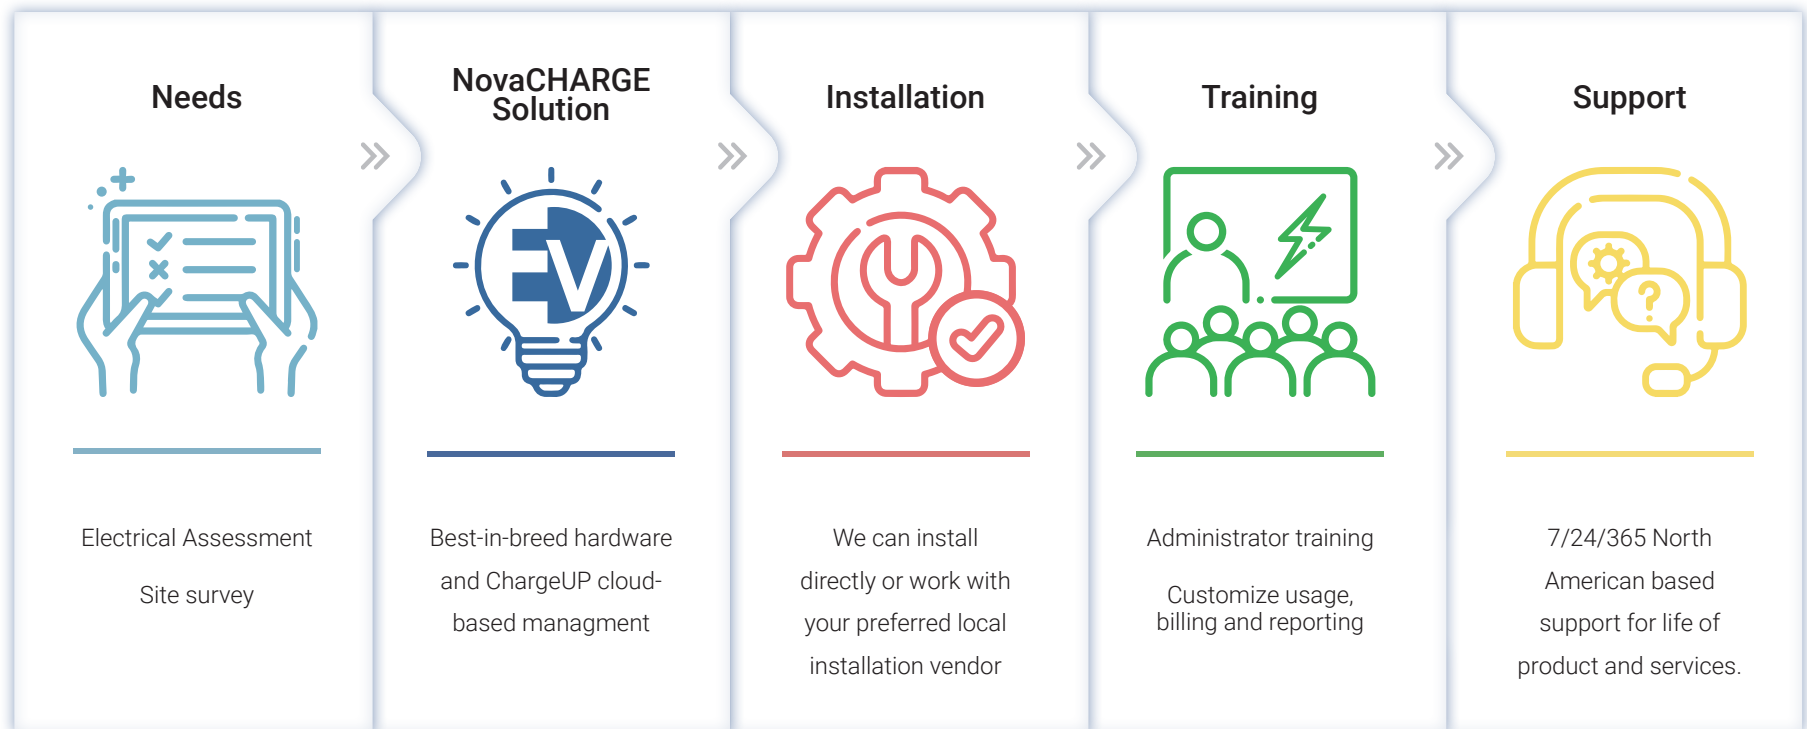 Needs
Electrical Assessment
Site survey
NovaCHARGE
Solution
EV
Best-in-breed hardware
and ChargeUP cloud-
based managment
Installation
We can install
directly or work with
your preferred local
installation vendor
Training
Administrator training
Customize usage,
billing and reporting
Support
?
7/24/365 North
American based
support for life of
product and services.